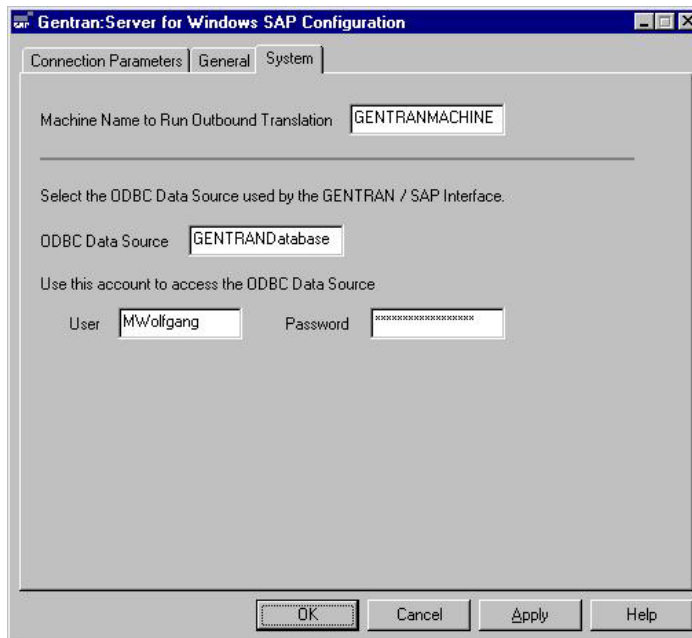 Gentran:Server for Windows SAP Configuration
Connection Parameters General System
Machine Name to Run Outbound Translation GENTRANMACHINE
Select the ODBC Data Source used by the GENTRAN / SAP Interface.
ODBC Data Source GENTRANDatabase
Use this account to access the ODBC Data Source
User MWolfgang Password ******************
OK Cancel Apply Help